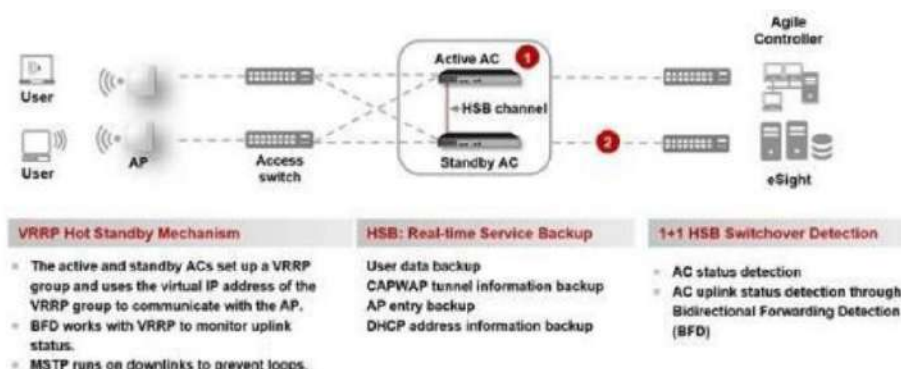 Agile
Controller
Active AC
1
User
HSB channel
2
User
AP
Access
switch
Standby AC
eSight
VRRP Hot Standby Mechanism
The active and standby ACs set up a VRRP
group and uses the virtual IP address of the
VRRP group to communicate with the AP.
BFD works with VRRP to monitor uplink
status.
MSTP runs on downlinks to prevent loops.
HSB: Real-time Service Backup
User data backup
CAPWAP tunnel information backup
AP entry backup
DHCP address information backup
1+1 HSB Switchover Detection
AC status detection
AC uplink status detection through
Bidirectional Forwarding Detection
(BFD)